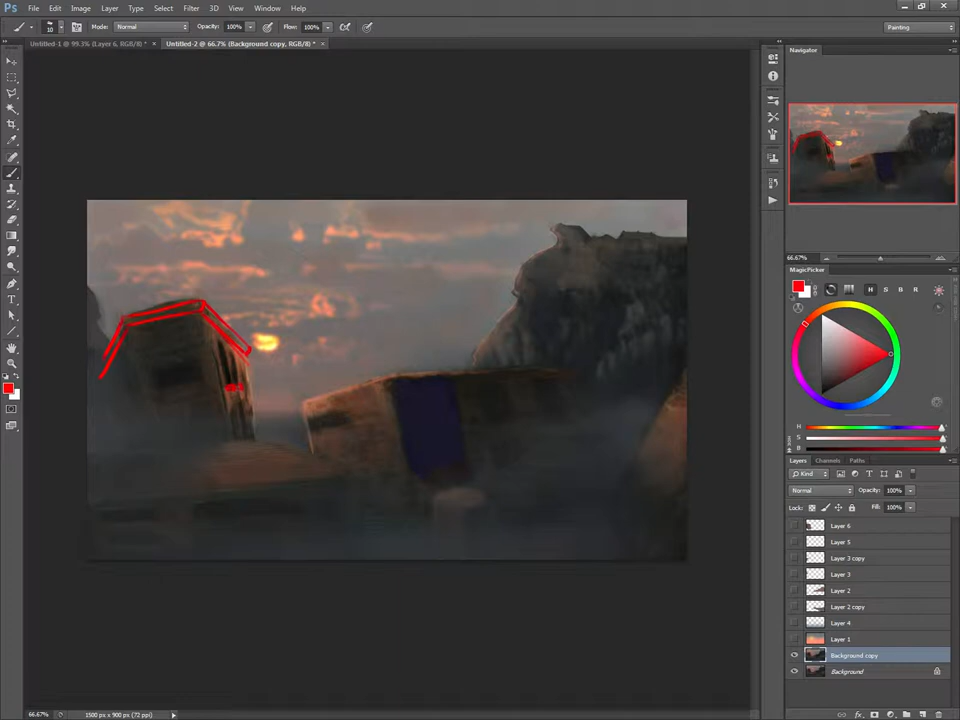 Ps File Edit Image Layer Type Select Filter 3D View Window Help
10 Mode: Normal Opacity: 100% Flow: 100% Painting
Untitled-1 @ 99.3% (Layer 6, RGB/8) * × Untitled-2 @ 66.7% (Background copy, RGB/8) * ×
Navigator
66.67%
MagicPicker
H S B R
H
S
B
Layers Channels Paths
Kind
Normal Opacity: 100%
Lock: Fill: 100%
Layer 6
Layer 5
Layer 3 copy
Layer 3
Layer 2
Layer 2 copy
Layer 4
Layer 1
Background copy
Background
66.67% 1500 px x 900 px (72 ppi)